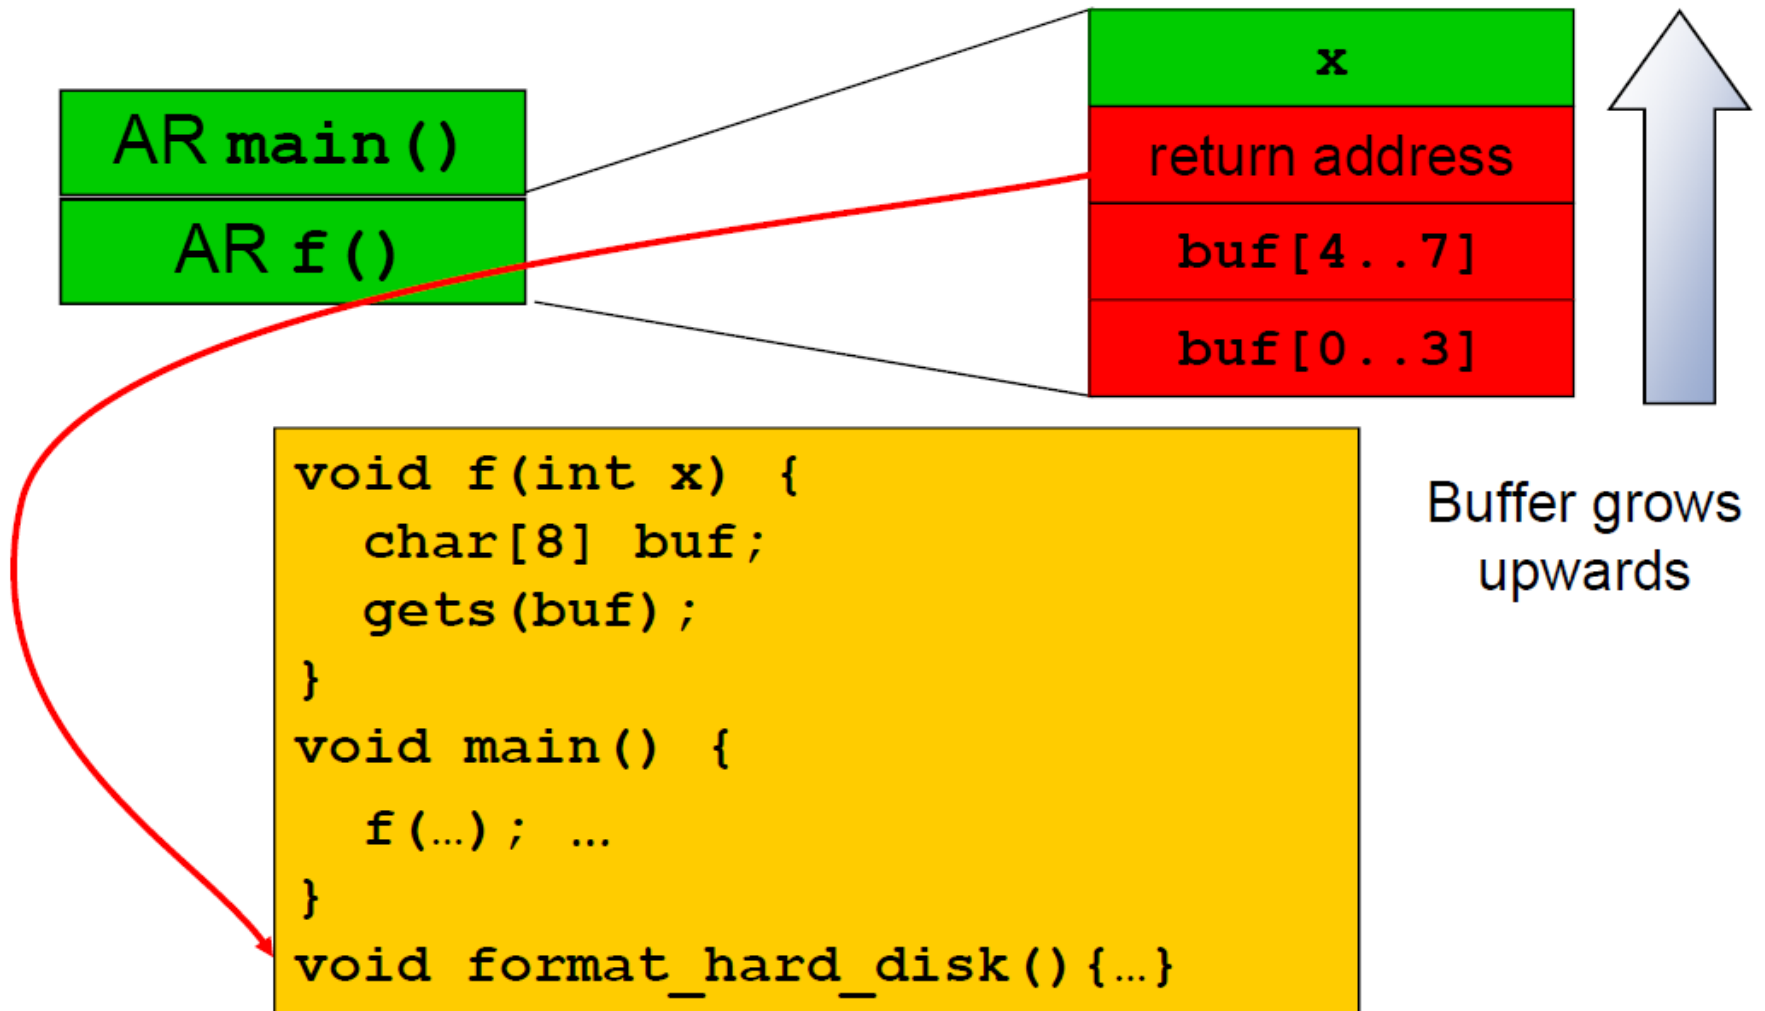 AR main()
AR f()
x
return address
buf[4..7]
buf[0..3]
Buffer grows
upwards
void f(int x) {
char[8] buf;
gets(buf);
}
void main() {
f(…); …
}
void format_hard_disk(){…}